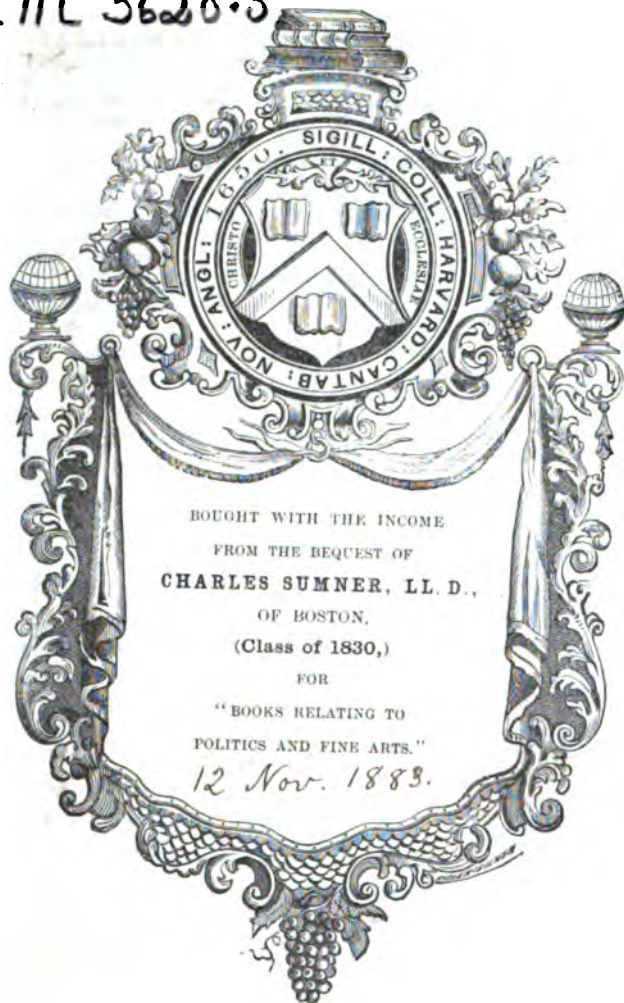 SIGILL: COLL: HARVARD: CANTAB: NOV: ANGL: 1650.
ET
CHRISTO
ECCLESIAE
BOUGHT WITH THE INCOME
FROM THE BEQUEST OF
CHARLES SUMNER, LL. D.,
OF BOSTON,
(Class of 1830,)
FOR
"BOOKS RELATING TO
POLITICS AND FINE ARTS."
12 Nov. 1883.